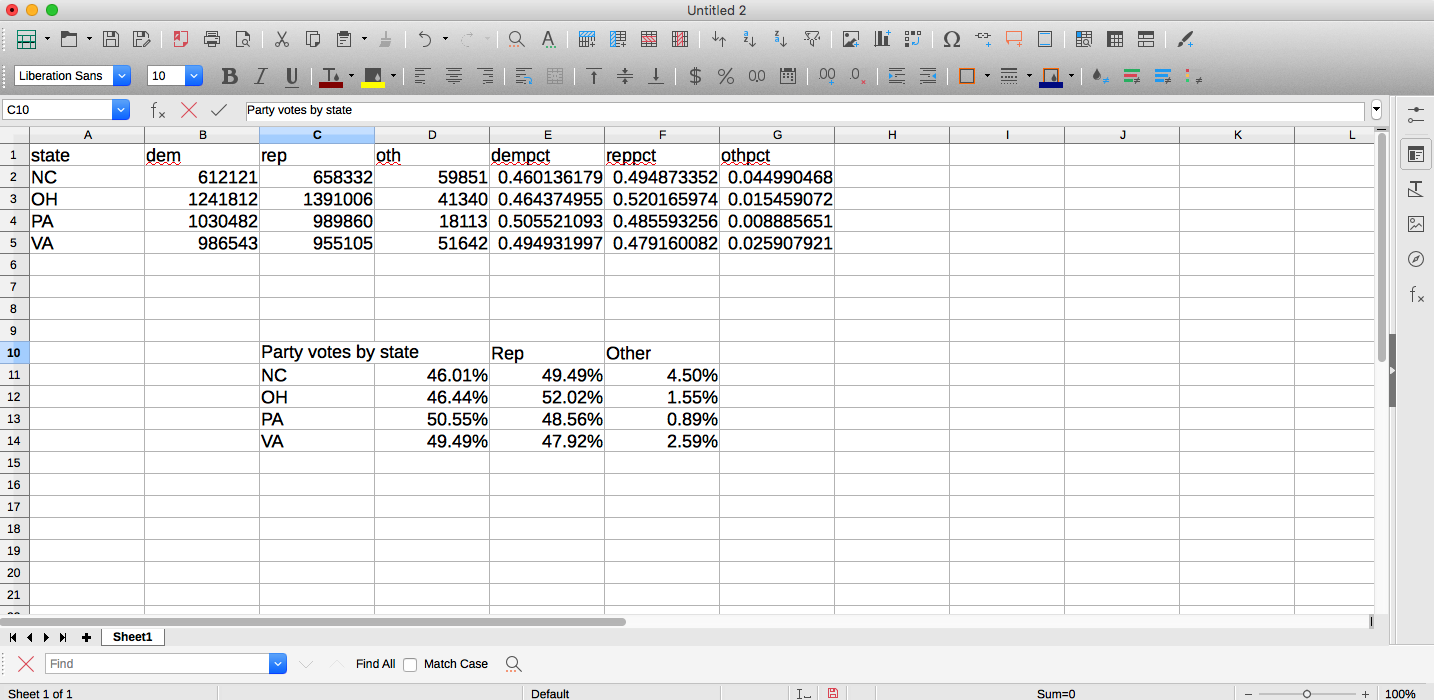 Untitled 2
Liberation Sans 10
C10 Party votes by state
A B C D E F G H I J K L
1 state dem rep oth dempct reppct othpct
2 NC 612121 658332 59851 0.460136179 0.494873352 0.044990468
3 OH 1241812 1391006 41340 0.464374955 0.520165974 0.015459072
4 PA 1030482 989860 18113 0.505521093 0.485593256 0.008885651
5 VA 986543 955105 51642 0.494931997 0.479160082 0.025907921
6
7
8
9
10 Party votes by state Rep Other
11 NC 46.01% 49.49% 4.50%
12 OH 46.44% 52.02% 1.55%
13 PA 50.55% 48.56% 0.89%
14 VA 49.49% 47.92% 2.59%
15
16
17
18
19
20
21
Sheet1
Find Find All Match Case
Sheet 1 of 1 Default Sum=0 100%